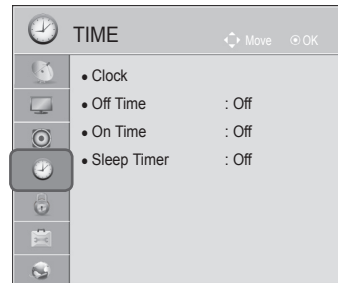 TIME Move OK
• Clock
• Off Time : Off
• On Time : Off
• Sleep Timer : Off